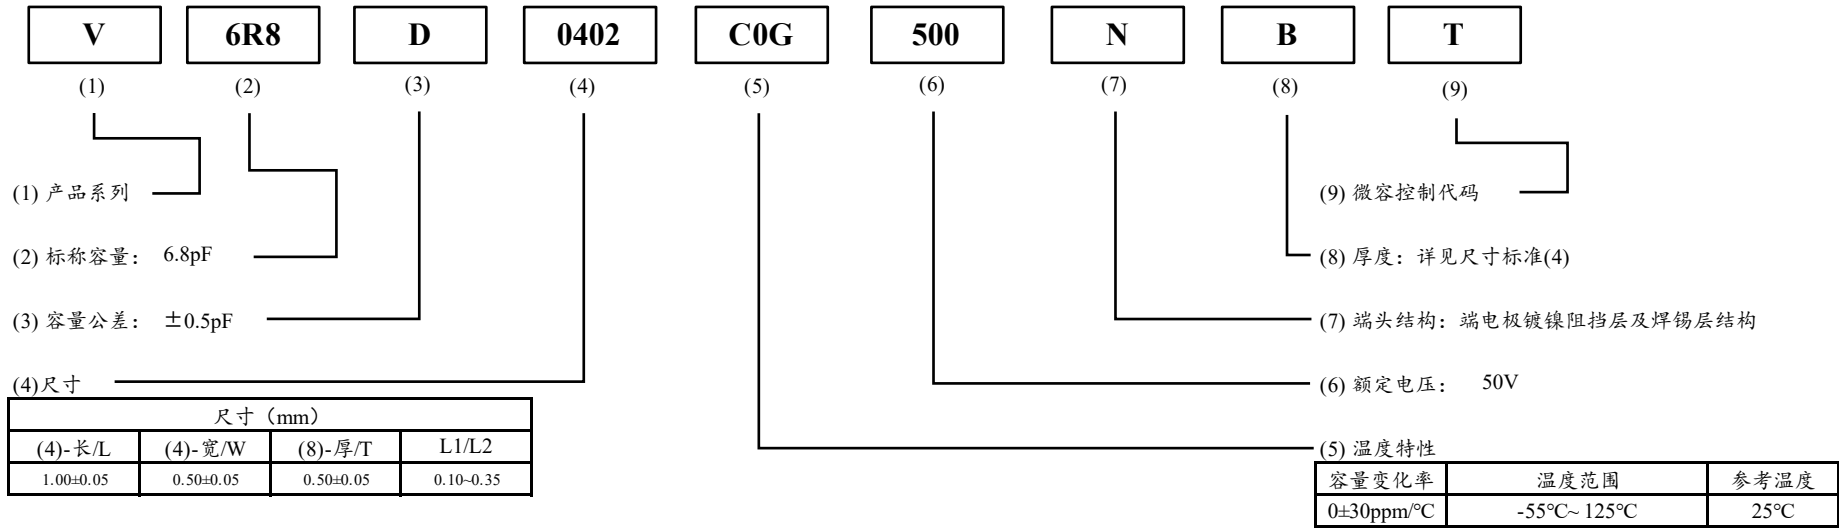 V 6R8 D 0402 C0G 500 N B T
(1) (2) (3) (4) (5) (6) (7) (8) (9)
(1) 产品系列
(9) 微容控制代码
(2) 标称容量： 6.8pF
(8) 厚度：详见尺寸标准(4)
(3) 容量公差： ±0.5pF
(7) 端头结构：端电极镀镍阻挡层及焊锡层结构
(4)尺寸
(6) 额定电压： 50V
尺寸（mm）
(4)-长/L (4)-宽/W (8)-厚/T L1/L2
1.00±0.05 0.50±0.05 0.50±0.05 0.10~0.35
(5) 温度特性
容量变化率 温度范围 参考温度
0±30ppm/℃ -55℃~ 125℃ 25℃